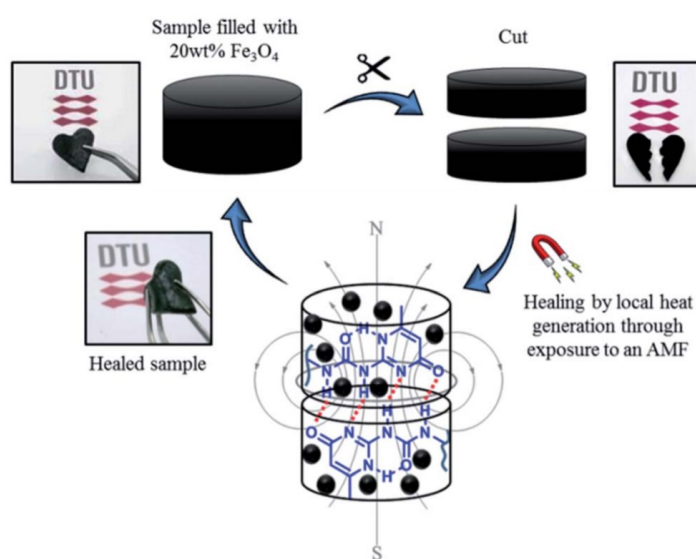 Sample filled with
20wt% Fe₃O₄
Cut
DTU
DTU
N
Healing by local heat
generation through
exposure to an AMF
DTU
Healed sample
H
O
N
N
O
N
H
N
H
N
N
H
H
O
N
N
N
O
N
H
S